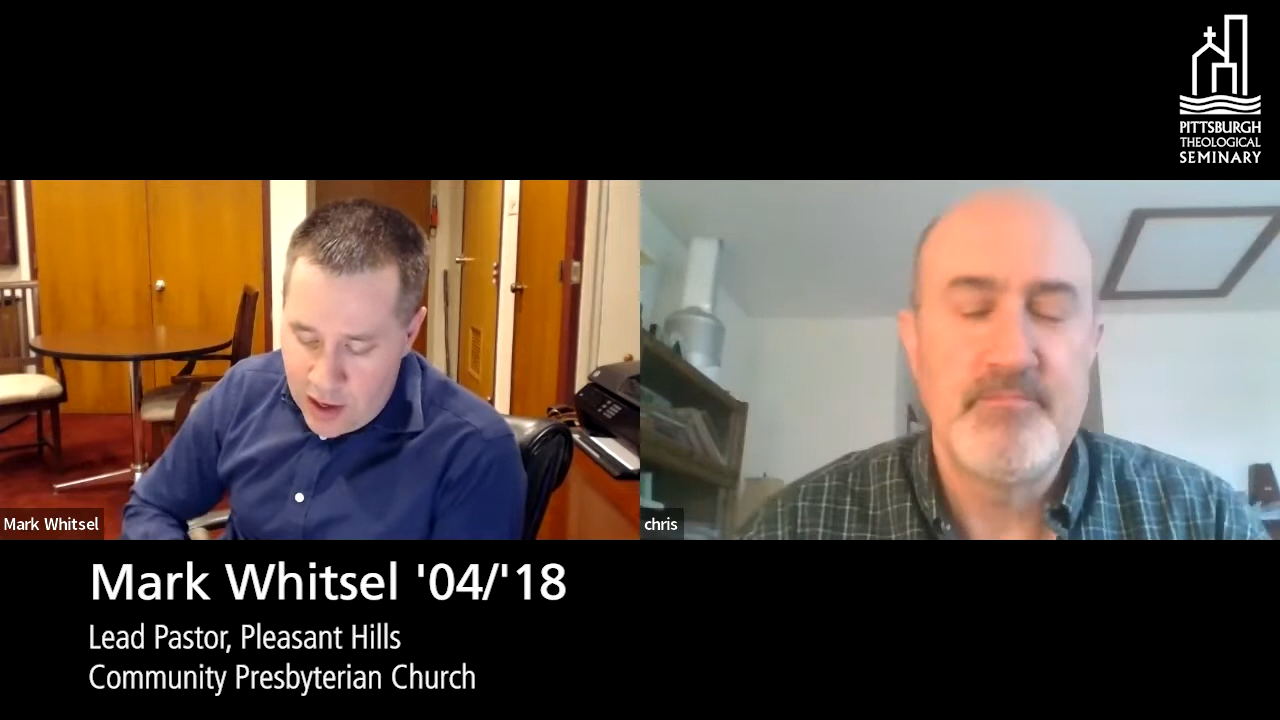 PITTSBURGH
THEOLOGICAL
SEMINARY
Mark Whitsel
chris
Mark Whitsel '04/'18
Lead Pastor, Pleasant Hills
Community Presbyterian Church